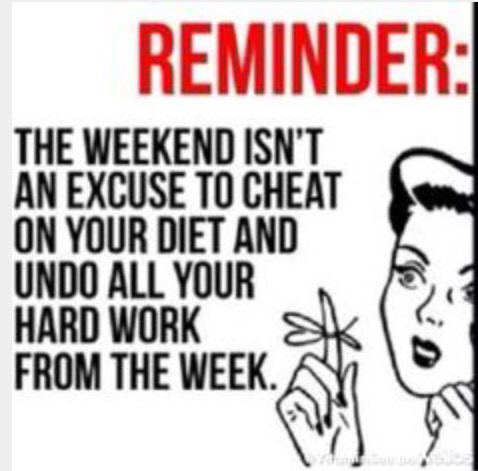 REMINDER:
THE WEEKEND ISN'T
AN EXCUSE TO CHEAT
ON YOUR DIET AND
UNDO ALL YOUR
HARD WORK
FROM THE WEEK.